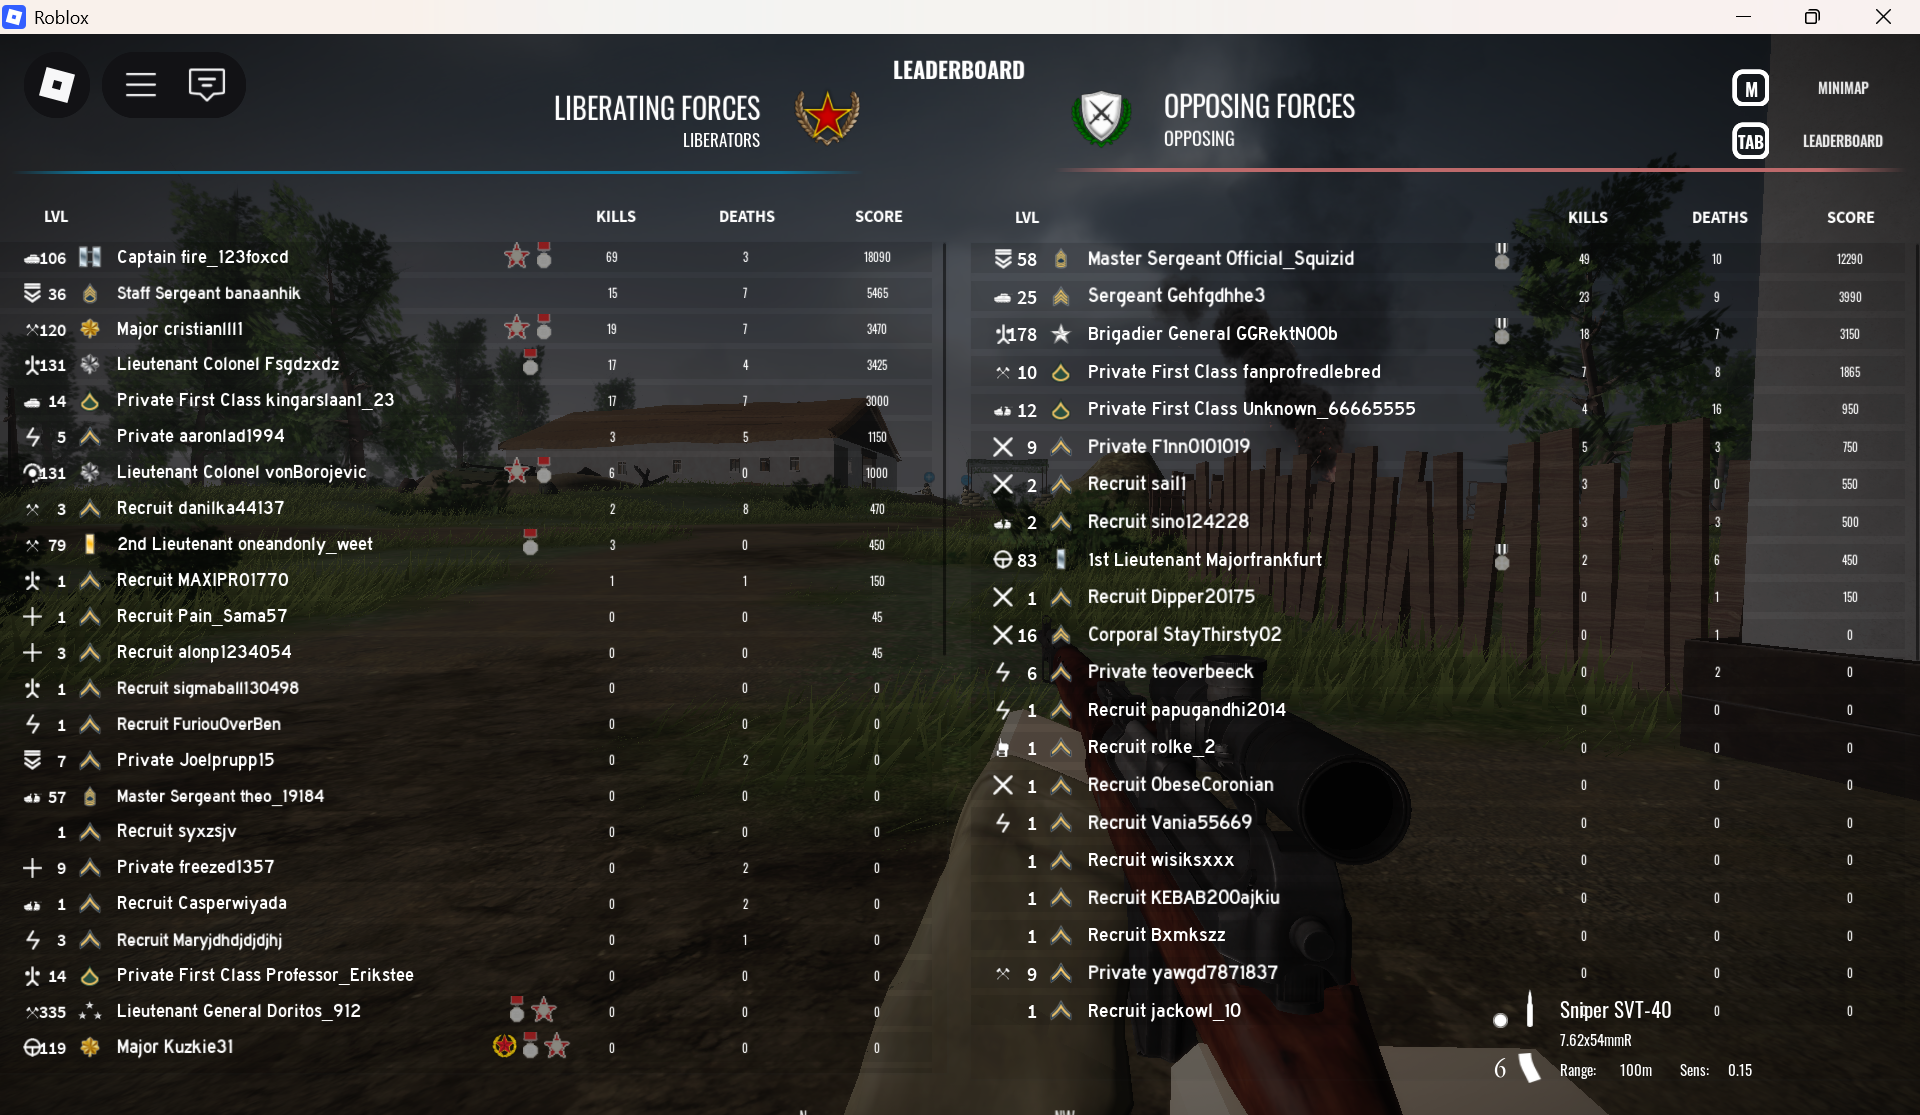 Roblox
LEADERBOARD
LIBERATING FORCES
LIBERATORS
OPPOSING FORCES
OPPOSING
M MINIMAP
TAB LEADERBOARD
LVL KILLS DEATHS SCORE
106 Captain fire_123foxcd 69 3 18090
36 Staff Sergeant banaanhik 15 7 5465
120 Major cristianllll1 19 7 3470
131 Lieutenant Colonel Fsgdzxdz 17 4 3425
14 Private First Class kingarslaan1_23 17 7 3000
5 Private aaronlad1994 3 5 1150
131 Lieutenant Colonel vonBorojevic 6 0 1000
3 Recruit danilka44137 2 8 470
79 2nd Lieutenant oneandonly_weet 3 0 450
1 Recruit MAXIPRO1770 1 1 150
1 Recruit Pain_Sama57 0 0 45
3 Recruit alonp1234054 0 0 45
1 Recruit sigmaball130498 0 0 0
1 Recruit FuriouOverBen 0 0 0
7 Private Joelprupp15 0 2 0
57 Master Sergeant theo_19184 0 0 0
1 Recruit syxzsjv 0 0 0
9 Private freezed1357 0 2 0
1 Recruit Casperwiyada 0 2 0
3 Recruit Maryjdhdjdjdjhj 0 1 0
14 Private First Class Professor_Erikstee 0 0 0
335 Lieutenant General Doritos_912 0 0 0
119 Major Kuzkie31 0 0 0
LVL KILLS DEATHS SCORE
58 Master Sergeant Official_Squizid 49 10 12290
25 Sergeant Gehfgdhhe3 23 9 3990
178 Brigadier General GGRektN00b 18 7 3150
10 Private First Class fanprofredlebred 7 8 1865
12 Private First Class Unknown_66665555 4 16 950
9 Private F1nn0101019 5 3 750
2 Recruit sail1 3 0 550
2 Recruit sino124228 3 3 500
83 1st Lieutenant Majorfrankfurt 2 6 450
1 Recruit Dipper20175 0 1 150
16 Corporal StayThirsty02 0 1 0
6 Private teoverbeeck 0 2 0
1 Recruit papugandhi2014 0 0 0
1 Recruit rolke_2 0 0 0
1 Recruit ObeseCoronian 0 0 0
1 Recruit Vania55669 0 0 0
1 Recruit wisiksxxx 0 0 0
1 Recruit KEBAB200ajkiu 0 0 0
1 Recruit Bxmkszz 0 0 0
9 Private yawgd7871837 0 0 0
1 Recruit jackowl_10 0 0
Sniper SVT-40
7.62x54mmR
6 Range: 100m Sens: 0.15
N NW